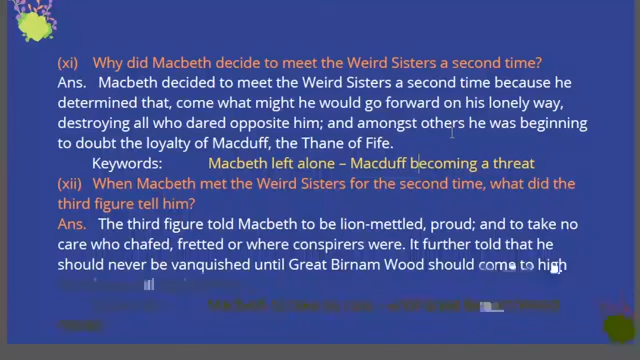 (xi) Why did Macbeth decide to meet the Weird Sisters a second time?
Ans. Macbeth decided to meet the Weird Sisters a second time because he
determined that, come what might he would go forward on his lonely way,
destroying all who dared opposite him; and amongst others he was beginning
to doubt the loyalty of Macduff, the Thane of Fife.
Keywords: Macbeth left alone – Macduff becoming a threat
(xii) When Macbeth met the Weird Sisters for the second time, what did the
third figure tell him?
Ans. The third figure told Macbeth to be lion-mettled, proud; and to take no
care who chafed, fretted or where conspirers were. It further told that he
should never be vanquished until Great Birnam Wood should come to high